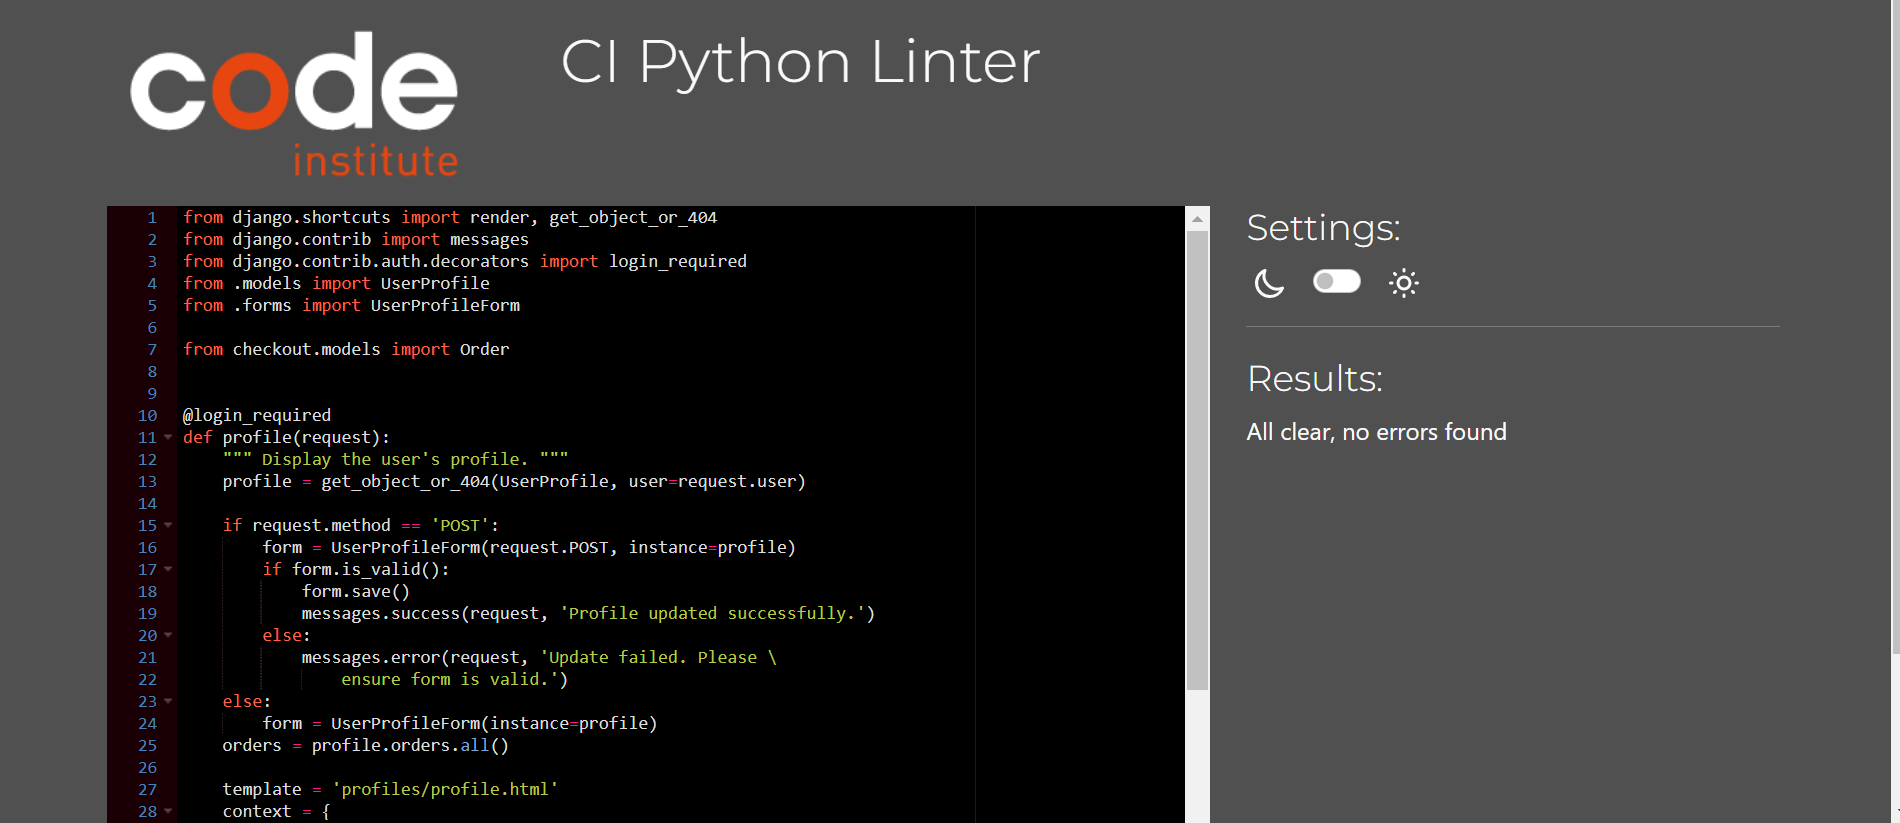 code
institute
CI Python Linter
1 from django.shortcuts import render, get_object_or_404
2 from django.contrib import messages
3 from django.contrib.auth.decorators import login_required
4 from .models import UserProfile
5 from .forms import UserProfileForm
6
7 from checkout.models import Order
8
9
10 @login_required
11 def profile(request):
12     """ Display the user's profile. """
13     profile = get_object_or_404(UserProfile, user=request.user)
14
15     if request.method == 'POST':
16         form = UserProfileForm(request.POST, instance=profile)
17         if form.is_valid():
18             form.save()
19             messages.success(request, 'Profile updated successfully.')
20         else:
21             messages.error(request, 'Update failed. Please \
22                 ensure form is valid.')
23     else:
24         form = UserProfileForm(instance=profile)
25     orders = profile.orders.all()
26
27     template = 'profiles/profile.html'
28     context = {
Settings:
Results:
All clear, no errors found